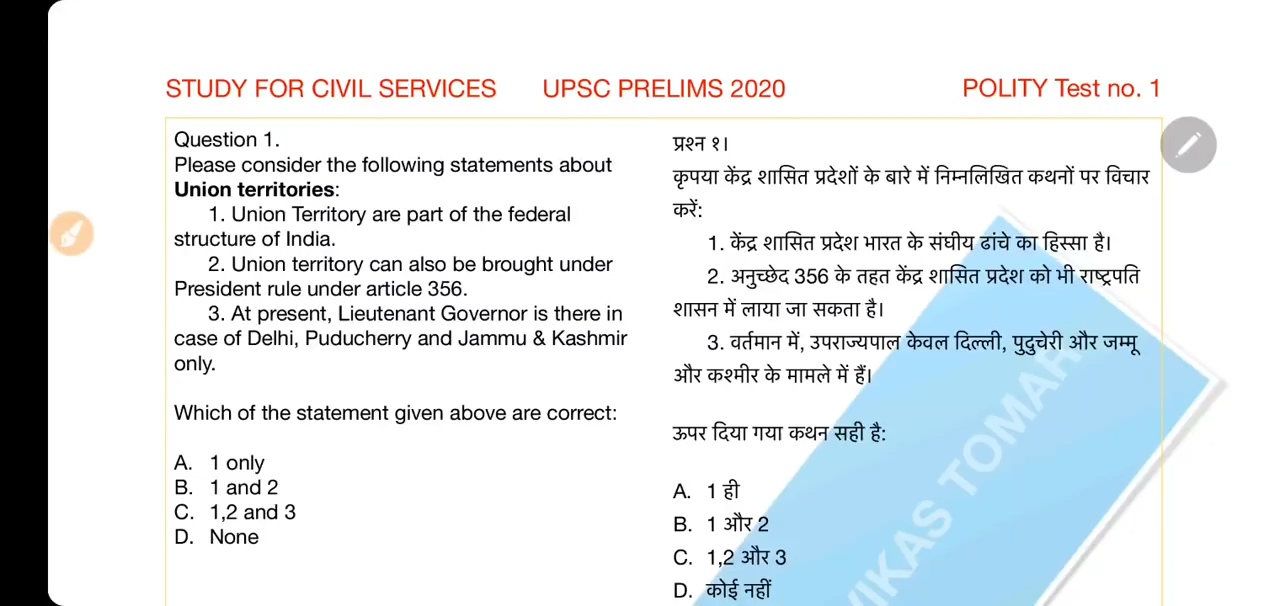 STUDY FOR CIVIL SERVICES UPSC PRELIMS 2020 POLITY Test no. 1
Question 1.
Please consider the following statements about
Union territories:
1. Union Territory are part of the federal
structure of India.
2. Union territory can also be brought under
President rule under article 356.
3. At present, Lieutenant Governor is there in
case of Delhi, Puducherry and Jammu & Kashmir
only.
Which of the statement given above are correct:
A. 1 only
B. 1 and 2
C. 1,2 and 3
D. None
प्रश्न १।
कृपया केंद्र शासित प्रदेशों के बारे में निम्नलिखित कथनों पर विचार
करें:
1. केंद्र शासित प्रदेश भारत के संघीय ढांचे का हिस्सा है।
2. अनुच्छेद 356 के तहत केंद्र शासित प्रदेश को भी राष्ट्रपति
शासन में लाया जा सकता है।
3. वर्तमान में, उपराज्यपाल केवल दिल्ली, पुदुचेरी और जम्मू
और कश्मीर के मामले में हैं।
ऊपर दिया गया कथन सही है:
A. 1 ही
B. 1 और 2
C. 1,2 और 3
D. कोई नहीं
VIKAS TOMAR